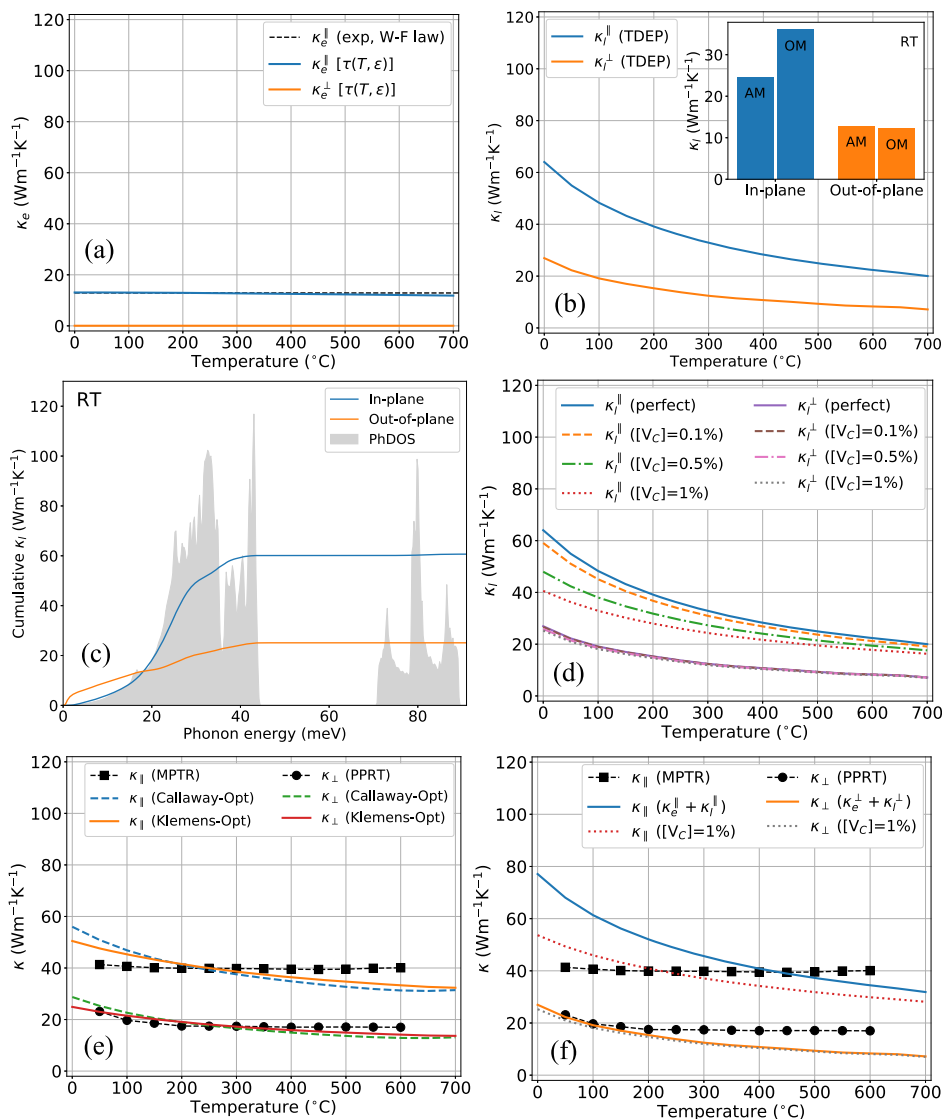 120
100
80
60
40
20
0
κe (Wm−1K−1)
κe∥ (exp, W-F law)
κe∥ [τ(T, ε)]
κe⊥ [τ(T, ε)]
(a)
0 100 200 300 400 500 600 700
Temperature (°C)
120
100
80
60
40
20
0
κl (Wm−1K−1)
κl∥ (TDEP)
κl⊥ (TDEP)
30
20
10
0
κl (Wm−1K−1)
RT
AM
OM
AM
OM
In-plane Out-of-plane
(b)
0 100 200 300 400 500 600 700
Temperature (°C)
120
100
80
60
40
20
0
Cumulative κl (Wm−1K−1)
RT
In-plane
Out-of-plane
PhDOS
(c)
0 20 40 60 80
Phonon energy (meV)
120
100
80
60
40
20
0
κl (Wm−1K−1)
κl∥ (perfect) κl⊥ (perfect)
κl∥ ([VC]=0.1%) κl⊥ ([VC]=0.1%)
κl∥ ([VC]=0.5%) κl⊥ ([VC]=0.5%)
κl∥ ([VC]=1%) κl⊥ ([VC]=1%)
(d)
0 100 200 300 400 500 600 700
Temperature (°C)
120
100
80
60
40
20
0
κ (Wm−1K−1)
κ∥ (MPTR) κ⊥ (PPRT)
κ∥ (Callaway-Opt) κ⊥ (Callaway-Opt)
κ∥ (Klemens-Opt) κ⊥ (Klemens-Opt)
(e)
0 100 200 300 400 500 600 700
Temperature (°C)
120
100
80
60
40
20
0
κ (Wm−1K−1)
κ∥ (MPTR) κ⊥ (PPRT)
κ∥ (κe∥ + κl∥) κ⊥ (κe⊥ + κl⊥)
κ∥ ([VC]=1%) κ⊥ ([VC]=1%)
(f)
0 100 200 300 400 500 600 700
Temperature (°C)